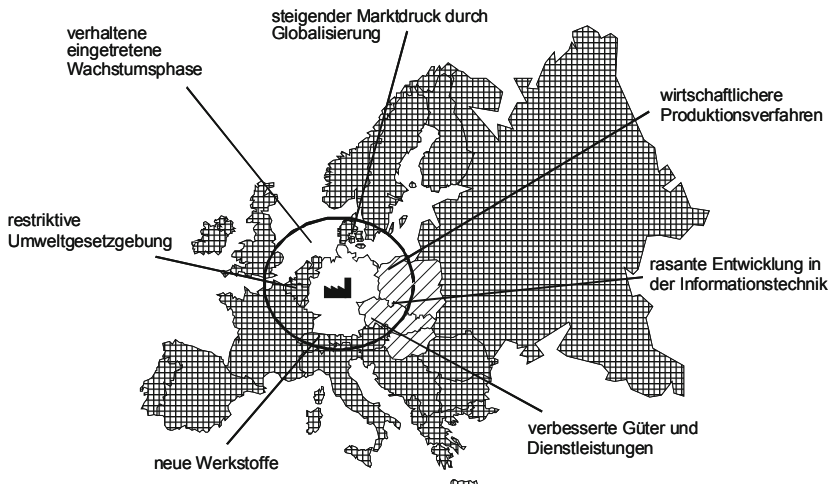 steigender Marktdruck durch
Globalisierung
verhaltene
eingetretene
Wachstumsphase
wirtschaftlichere
Produktionsverfahren
restriktive
Umweltgesetzgebung
rasante Entwicklung in
der Informationstechnik
verbesserte Güter und
Dienstleistungen
neue Werkstoffe